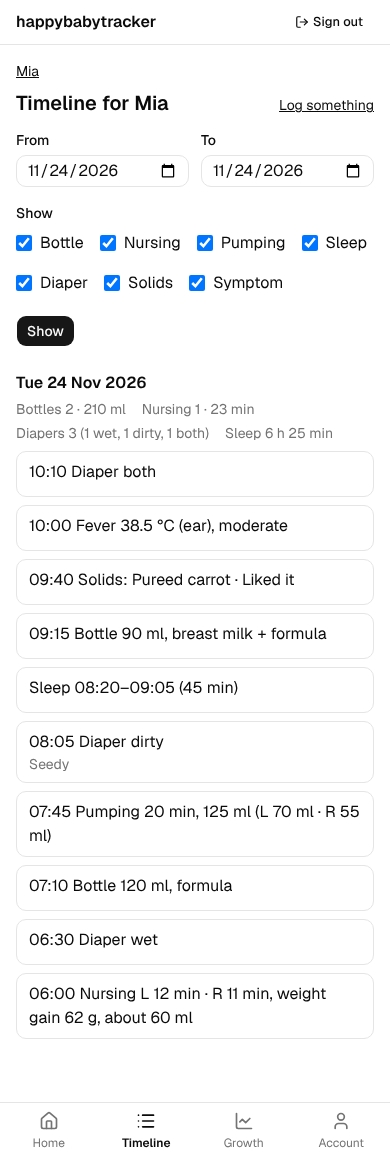 happybabytracker
Sign out
Mia
Timeline for Mia
Log something
From
To
11/24/2026
11/24/2026
Show
Bottle
Nursing
Pumping
Sleep
Diaper
Solids
Symptom
Show
Tue 24 Nov 2026
Bottles 2 · 210 ml
Nursing 1 · 23 min
Diapers 3 (1 wet, 1 dirty, 1 both)
Sleep 6 h 25 min
10:10 Diaper both
10:00 Fever 38.5 °C (ear), moderate
09:40 Solids: Pureed carrot · Liked it
09:15 Bottle 90 ml, breast milk + formula
Sleep 08:20–09:05 (45 min)
08:05 Diaper dirty
Seedy
07:45 Pumping 20 min, 125 ml (L 70 ml · R 55
ml)
07:10 Bottle 120 ml, formula
06:30 Diaper wet
06:00 Nursing L 12 min · R 11 min, weight
gain 62 g, about 60 ml
Home
Timeline
Growth
Account